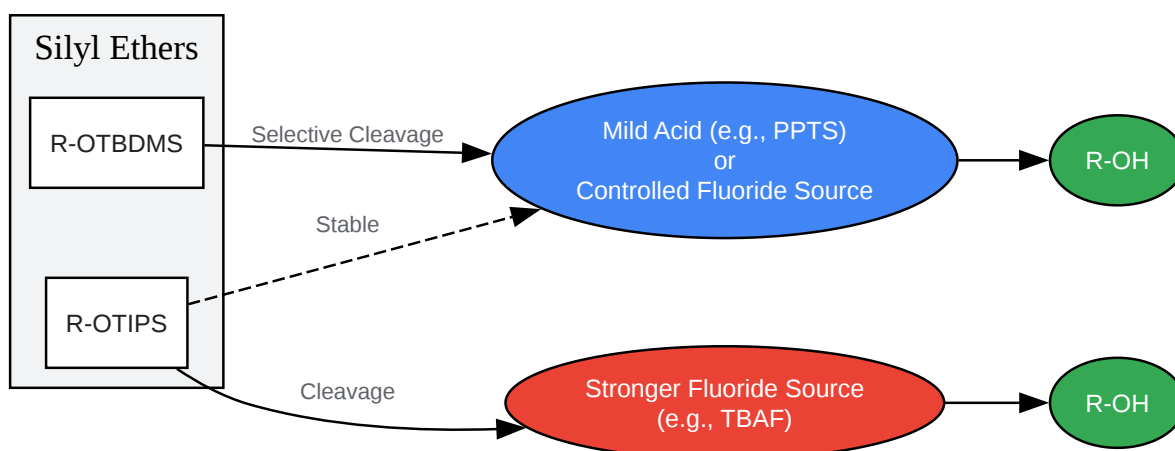 Silyl Ethers
R-OTBDMS
Selective Cleavage
Mild Acid (e.g., PPTS)
or
Controlled Fluoride Source
R-OH
Stable
R-OTIPS
Cleavage
Stronger Fluoride Source
(e.g., TBAF)
R-OH